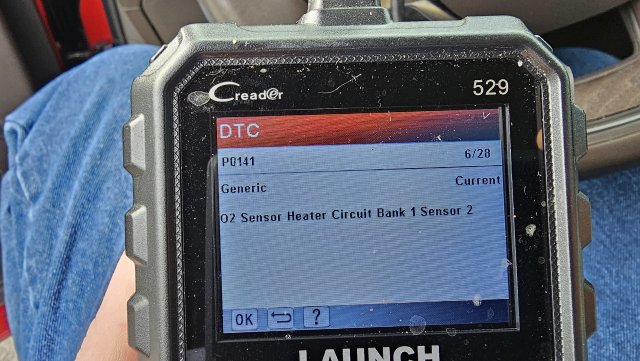 Creader
529
DTC
P0141 6/28
Generic Current
O2 Sensor Heater Circuit Bank 1 Sensor 2
OK ?
LAUNCH